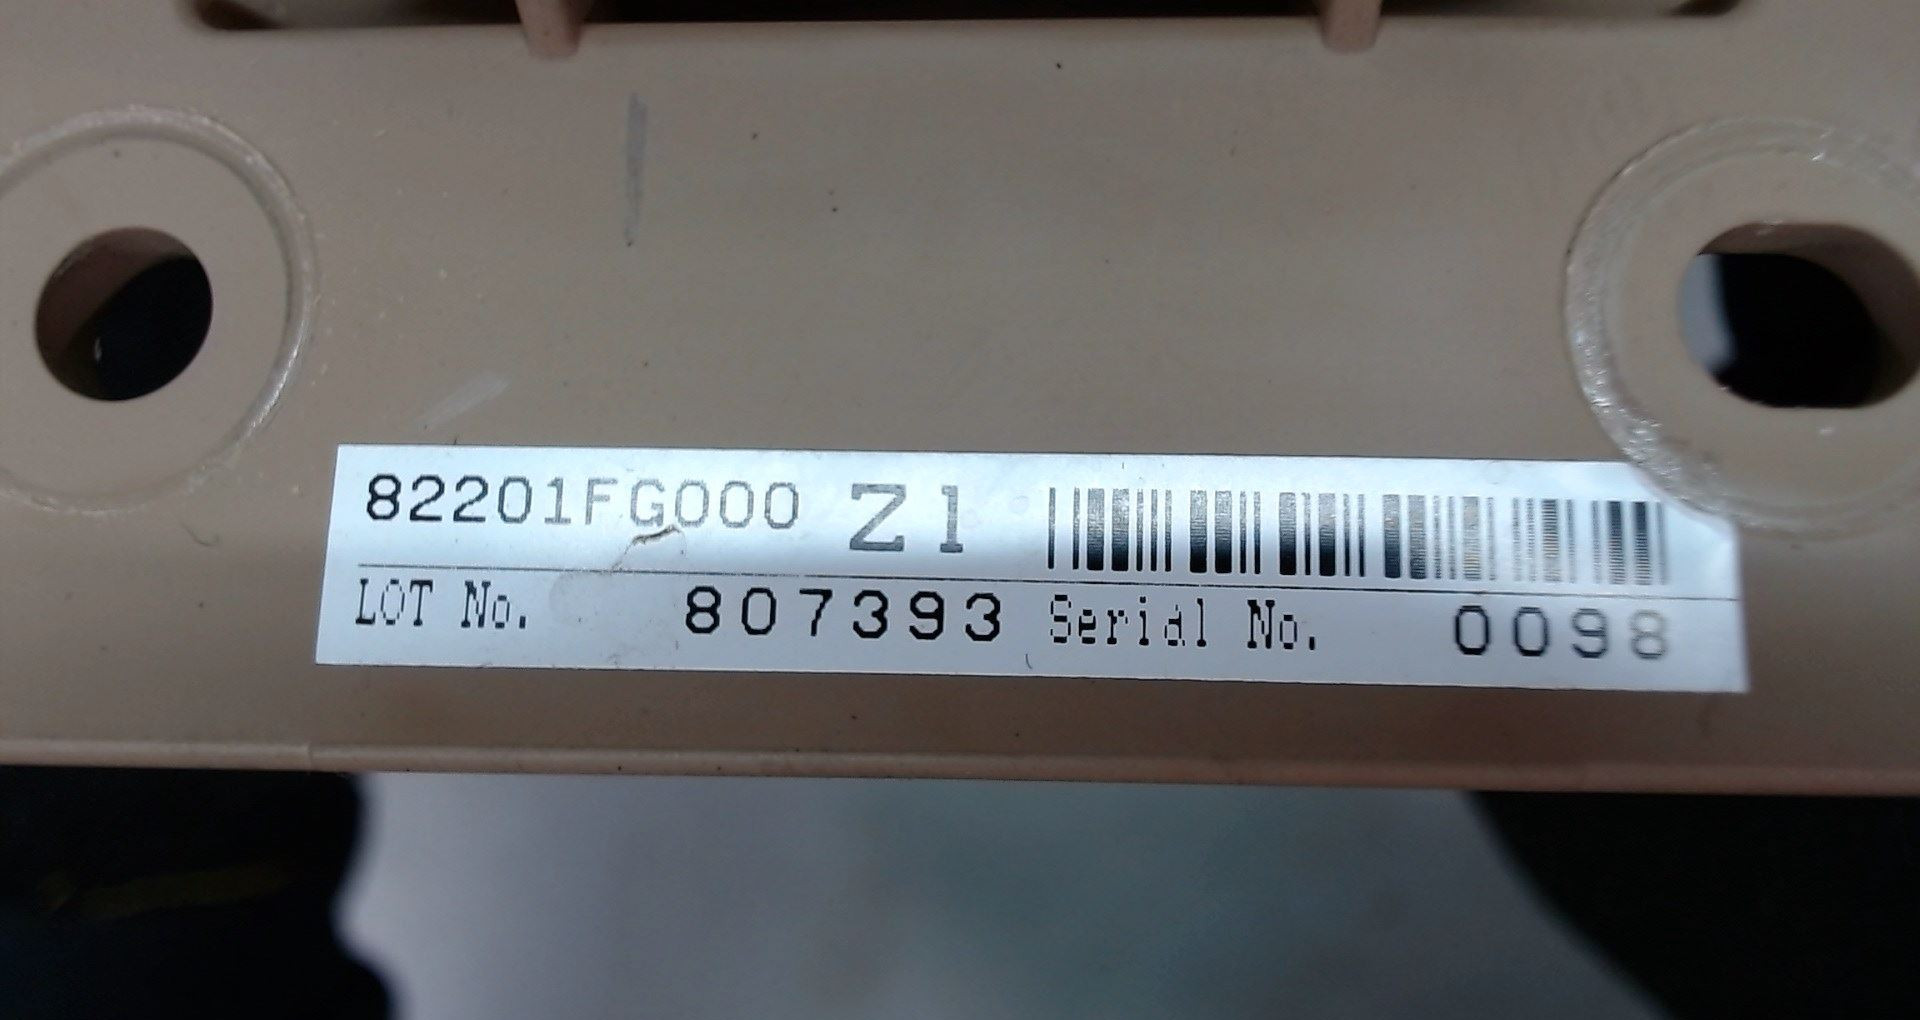 82201FG000 Z1
LOT No. 807393 Serial No. 0098